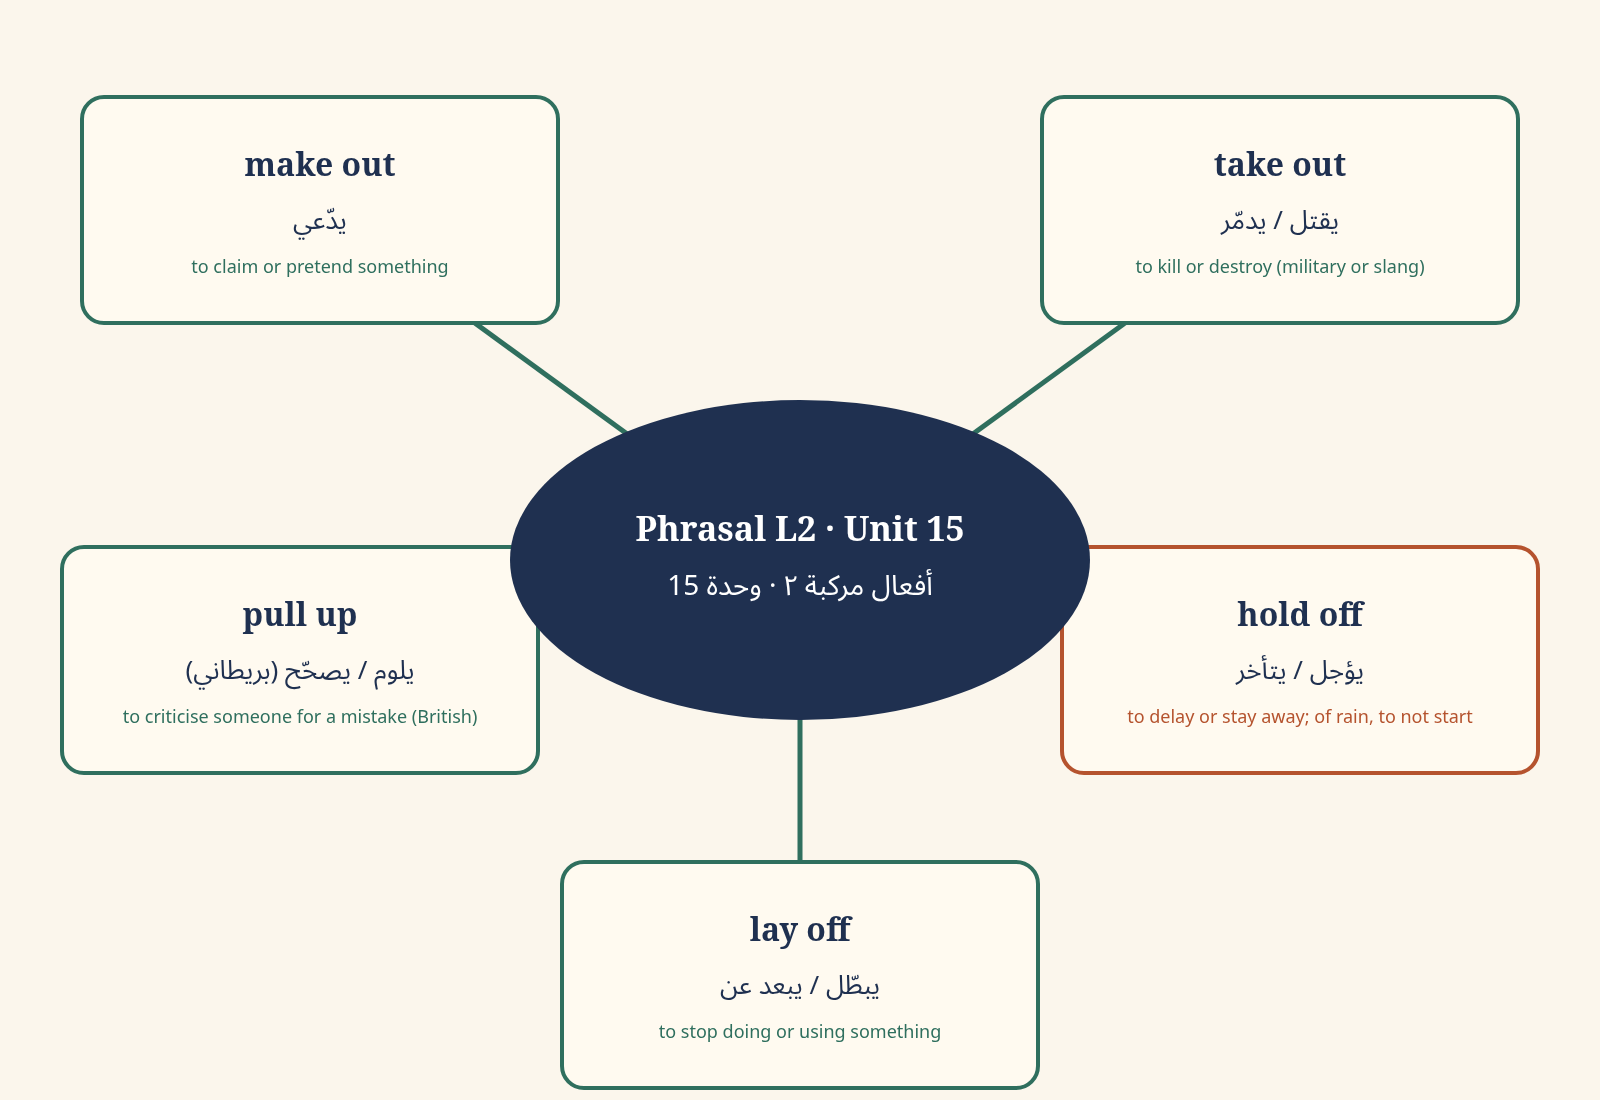 make out
يدّعي
to claim or pretend something
take out
يقتل / يدمّر
to kill or destroy (military or slang)
Phrasal L2 · Unit 15
أفعال مركبة ٢ · وحدة 15
pull up
يلوم / يصحّح (بريطاني)
to criticise someone for a mistake (British)
hold off
يؤجل / يتأخر
to delay or stay away; of rain, to not start
lay off
يبطّل / يبعد عن
to stop doing or using something